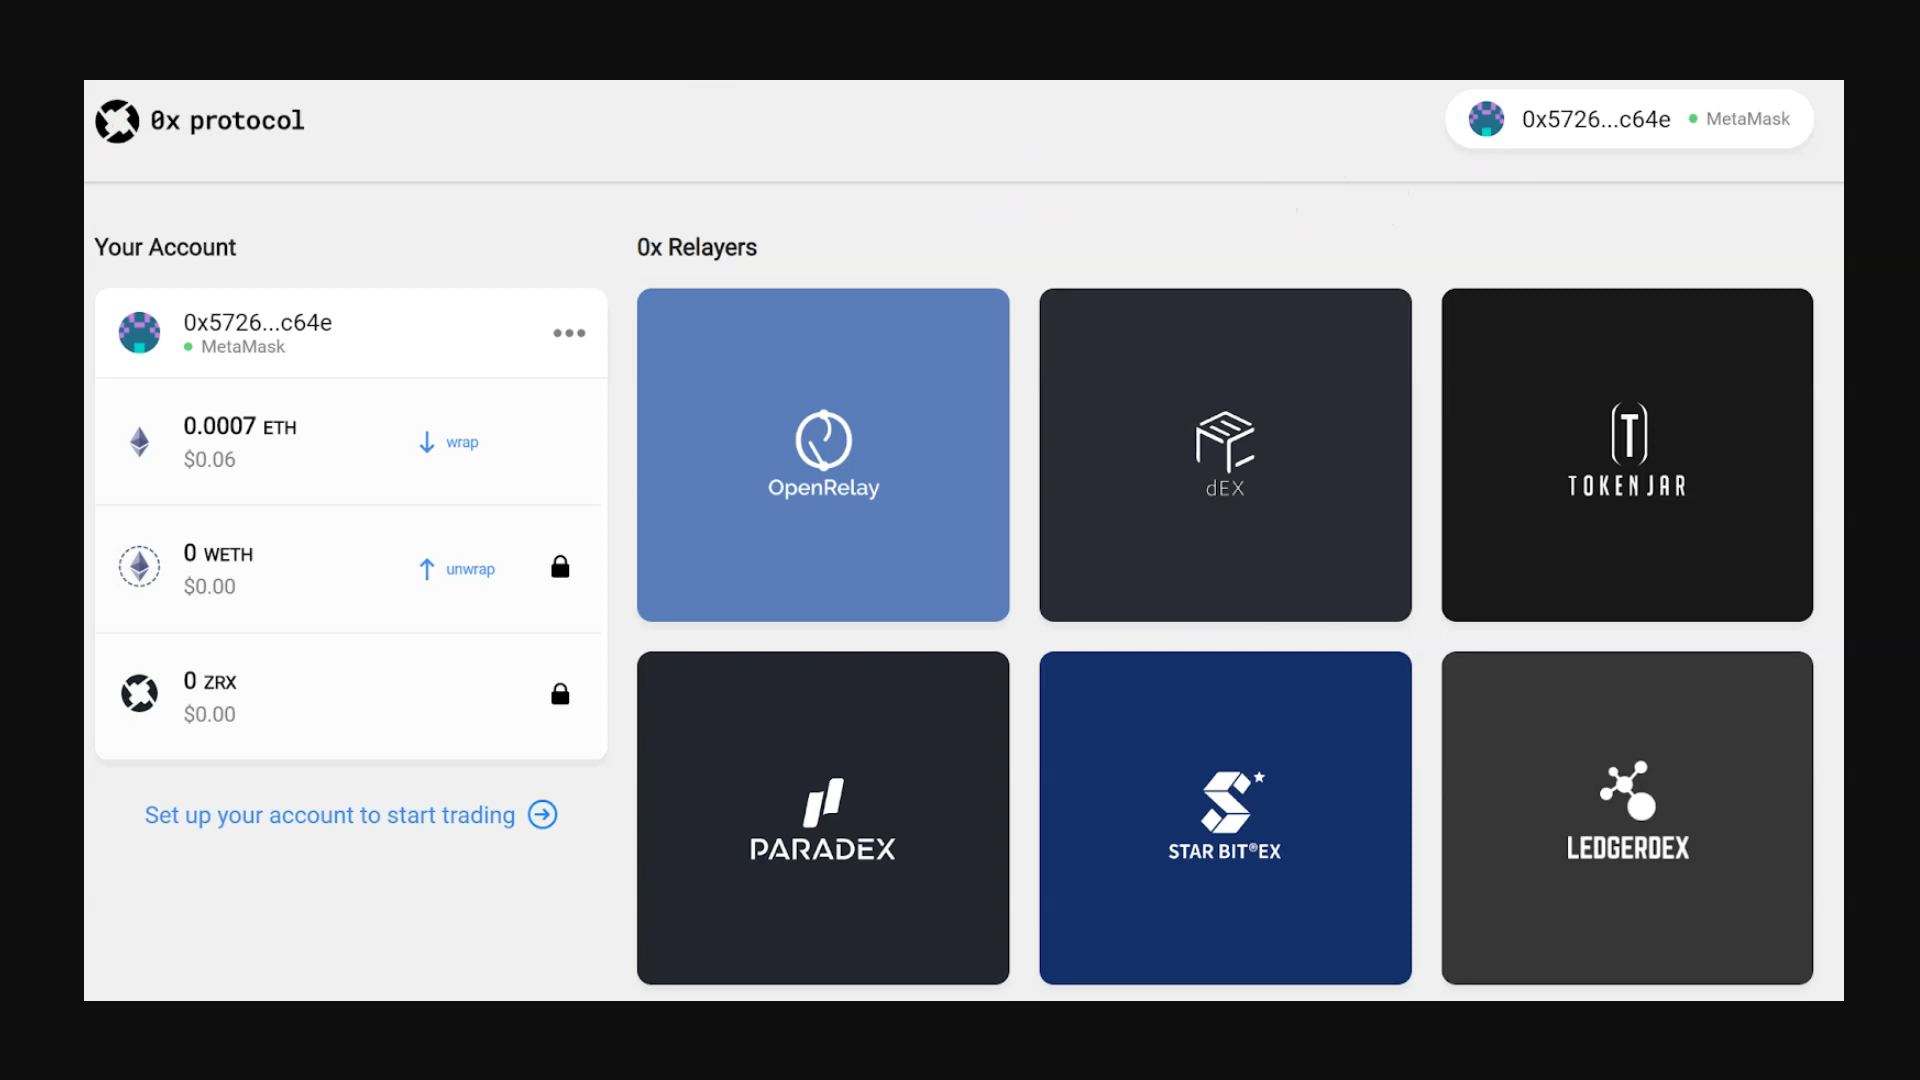 0x protocol
0x5726...c64e MetaMask
Your Account
0x5726...c64e
MetaMask
0.0007 ETH
$0.06
wrap
0 WETH
$0.00
unwrap
0 ZRX
$0.00
Set up your account to start trading
0x Relayers
OpenRelay
dEX
TOKENJAR
PARADEX
STAR BIT®EX
LEDGERDEX